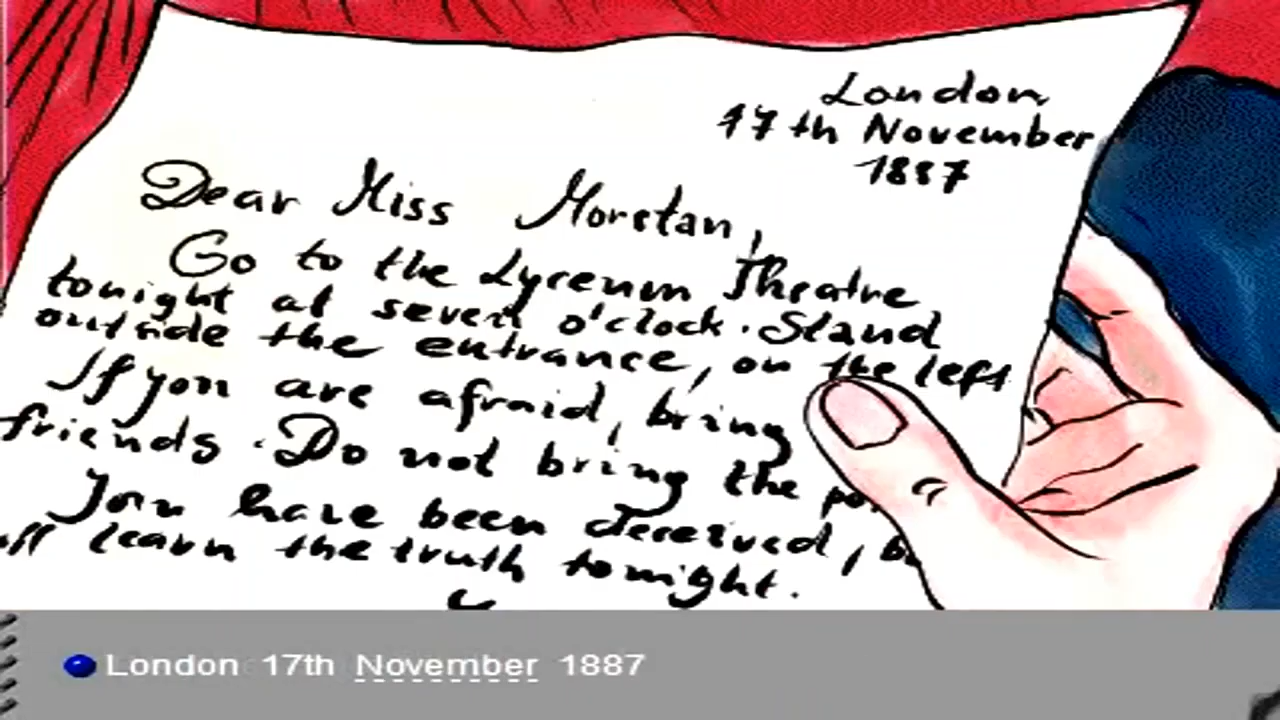 London
17th November
1887
Dear Miss Morstan,
Go to the Lyceum Theatre
tonight at seven o'clock. Stand
outside the entrance, on the left
If you are afraid, bring
friends. Do not bring the
You have been deceived,
learn the truth tonight.
London 17th November 1887